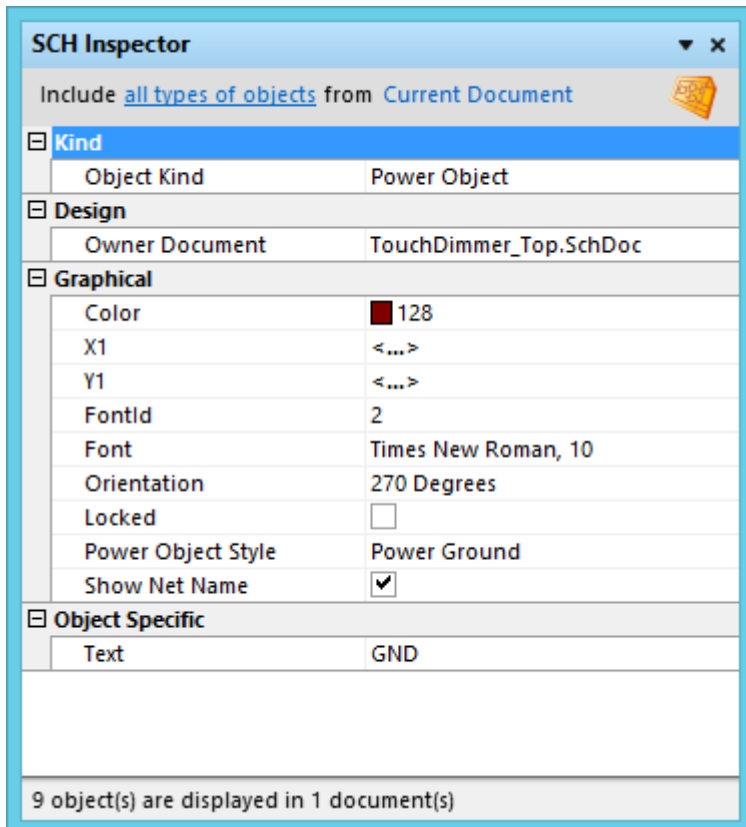 SCH Inspector
Include all types of objects from Current Document
Kind
Object Kind Power Object
Design
Owner Document TouchDimmer_Top.SchDoc
Graphical
Color 128
X1 <...>
Y1 <...>
FontId 2
Font Times New Roman, 10
Orientation 270 Degrees
Locked
Power Object Style Power Ground
Show Net Name
Object Specific
Text GND
9 object(s) are displayed in 1 document(s)